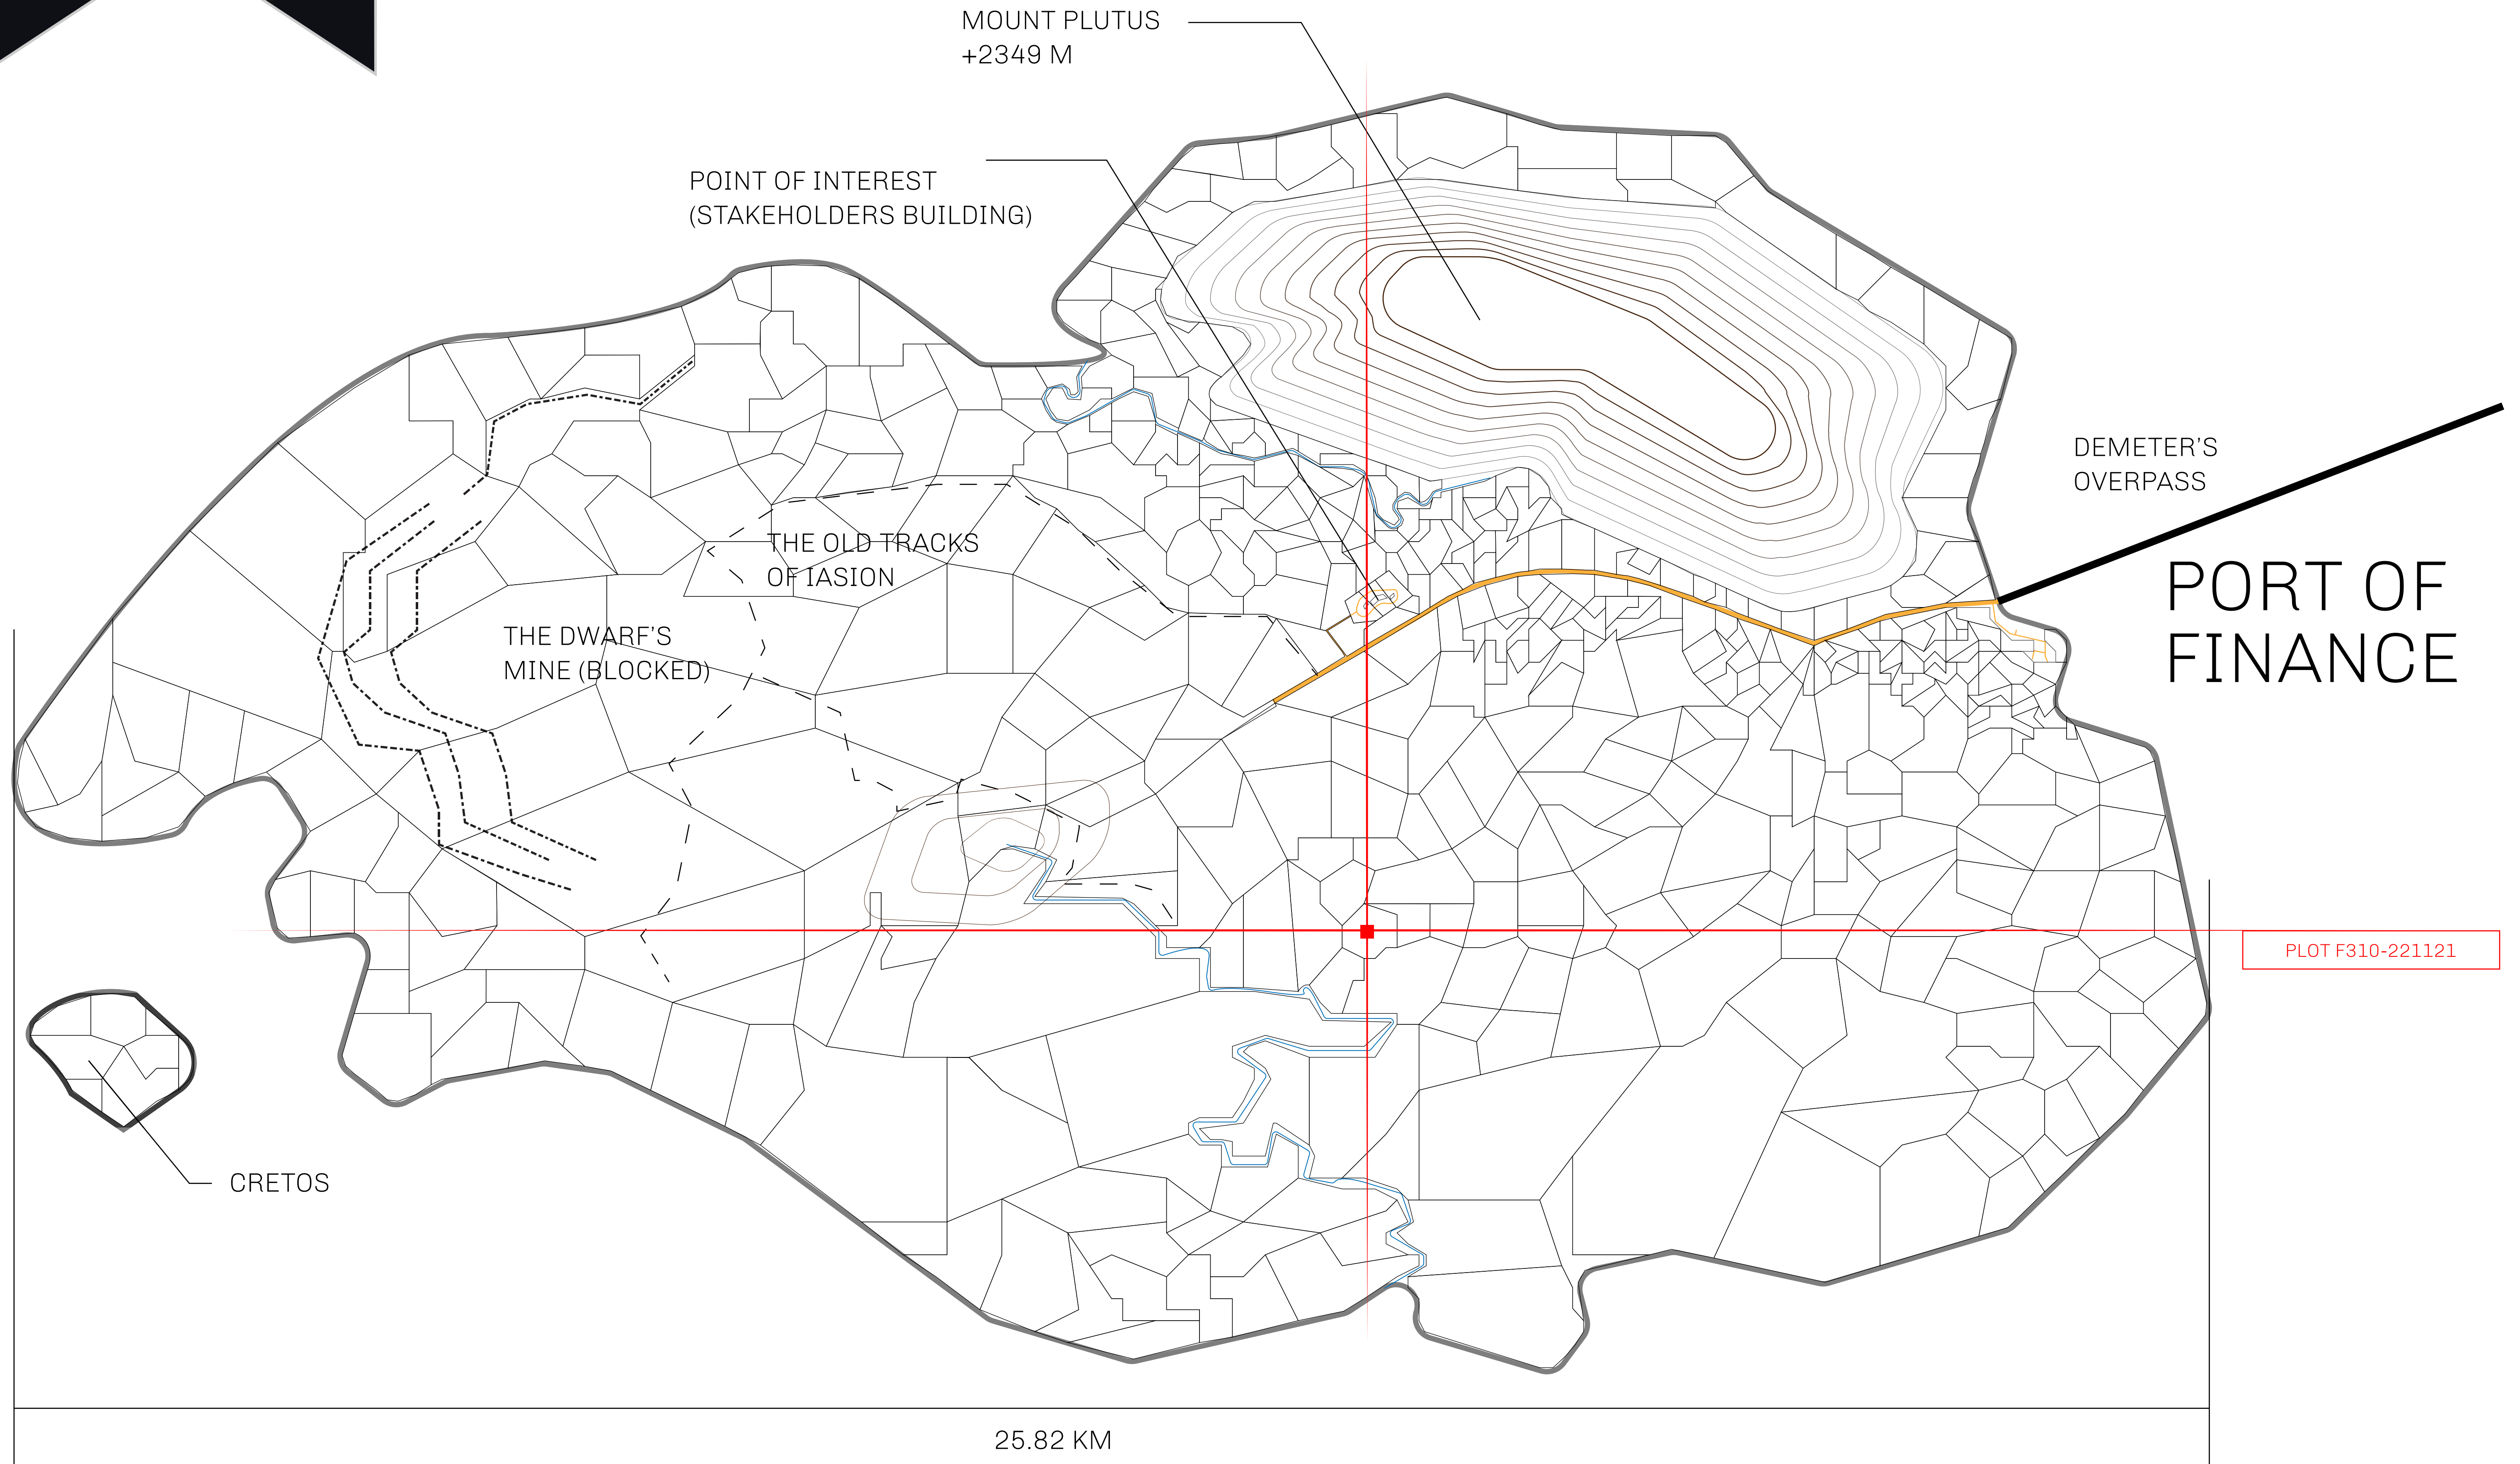 MOUNT PLUTUS
+2349 M
POINT OF INTEREST
(STAKEHOLDERS BUILDING)
DEMETER'S
OVERPASS
PORT OF
FINANCE
THE OLD TRACKS
OF IASION
THE DWARF'S
MINE (BLOCKED)
PLOT F310-221121
CRETOS
25.82 KM